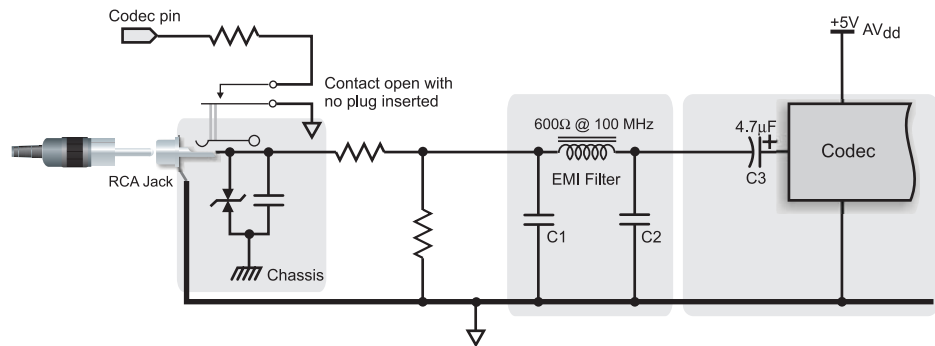 Codec pin
+5V AVdd
Contact open with
no plug inserted
600Ω @ 100 MHz
4.7µF
+
Codec
RCA Jack
EMI Filter
C3
C1
C2
Chassis